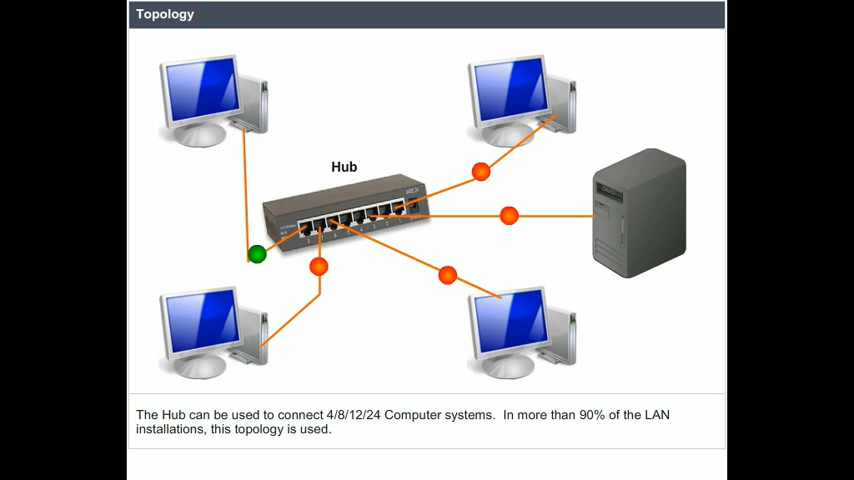 Topology
Hub
The Hub can be used to connect 4/8/12/24 Computer systems. In more than 90% of the LAN
installations, this topology is used.